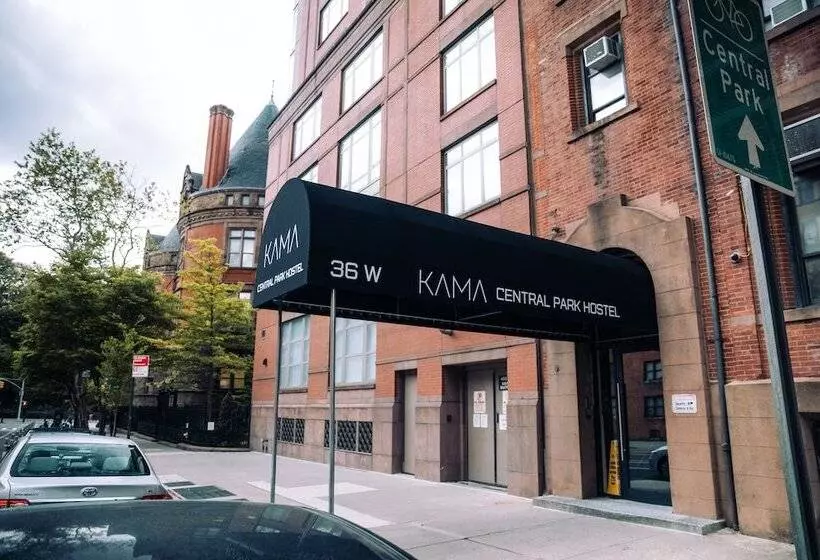 KAMA
CENTRAL PARK HOSTEL
36 W
KAMA CENTRAL PARK HOSTEL
Central
Park